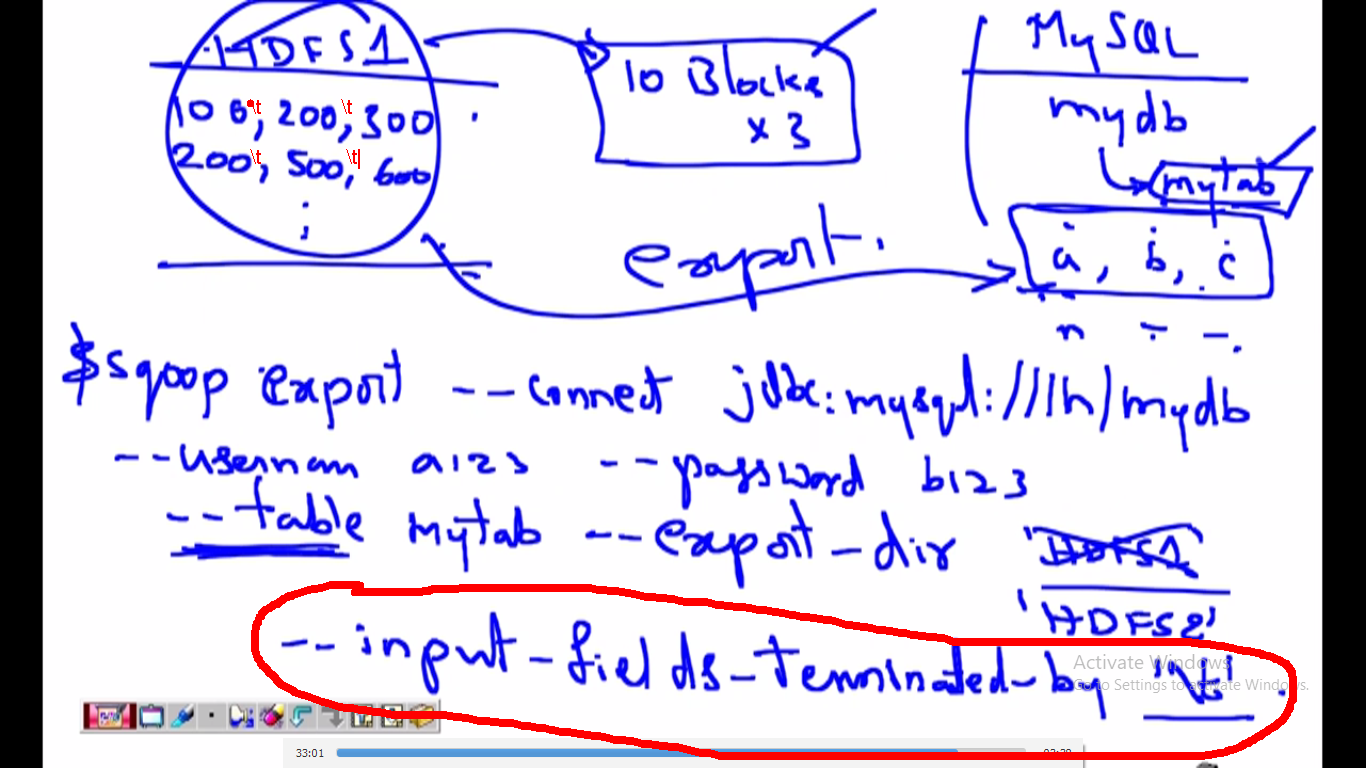 HDFS1
100\t, 200\t, 300
200\t, 500\t, 600
10 Blocks
x 3
MySQL
mydb
mytab
a, b, c
export
$sqoop export --connect jdbc:mysql:///lh/mydb
--usernam a123 --password b123
--table mytab --export-dir 'HDFS1'
'HDFS2'
--input-fields-terminated-by '\t'
Activate Windows
Go to Settings to activate Windows.
33:01